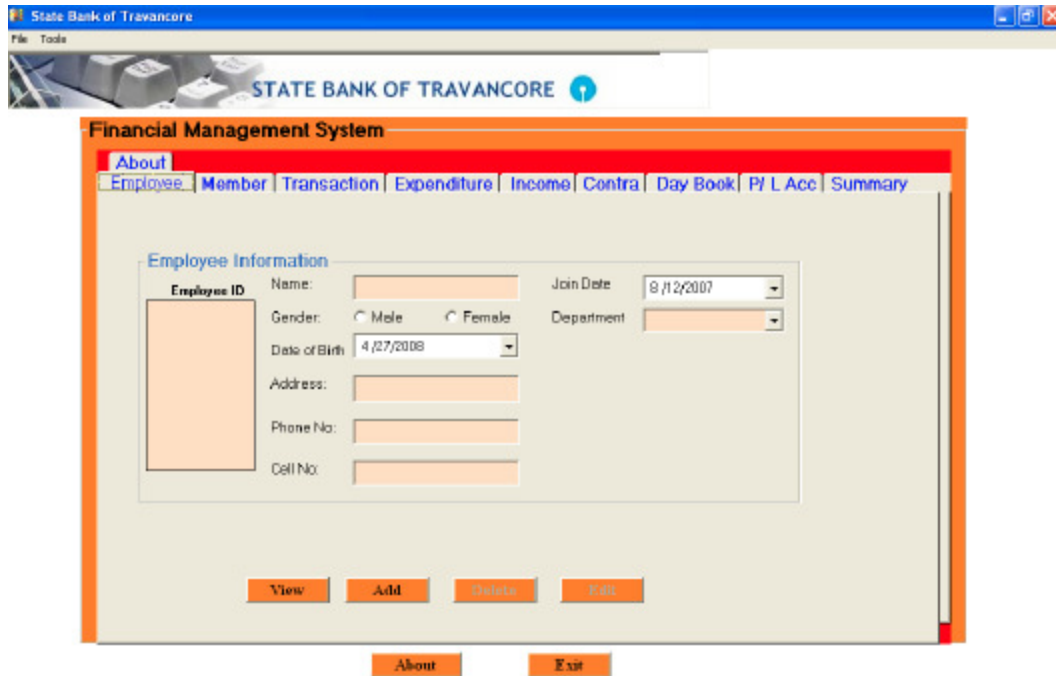 State Bank of Travancore
File Tools
STATE BANK OF TRAVANCORE
Financial Management System
About
Employee Member Transaction Expenditure Income Contra Day Book P/ L Acc Summary
Employee Information
Employee ID
Name:
Join Date 8 /12/2007
Gender: Male Female
Department
Date of Birth 4 /27/2008
Address:
Phone No:
Cell No:
View Add Delete Edit
About Exit